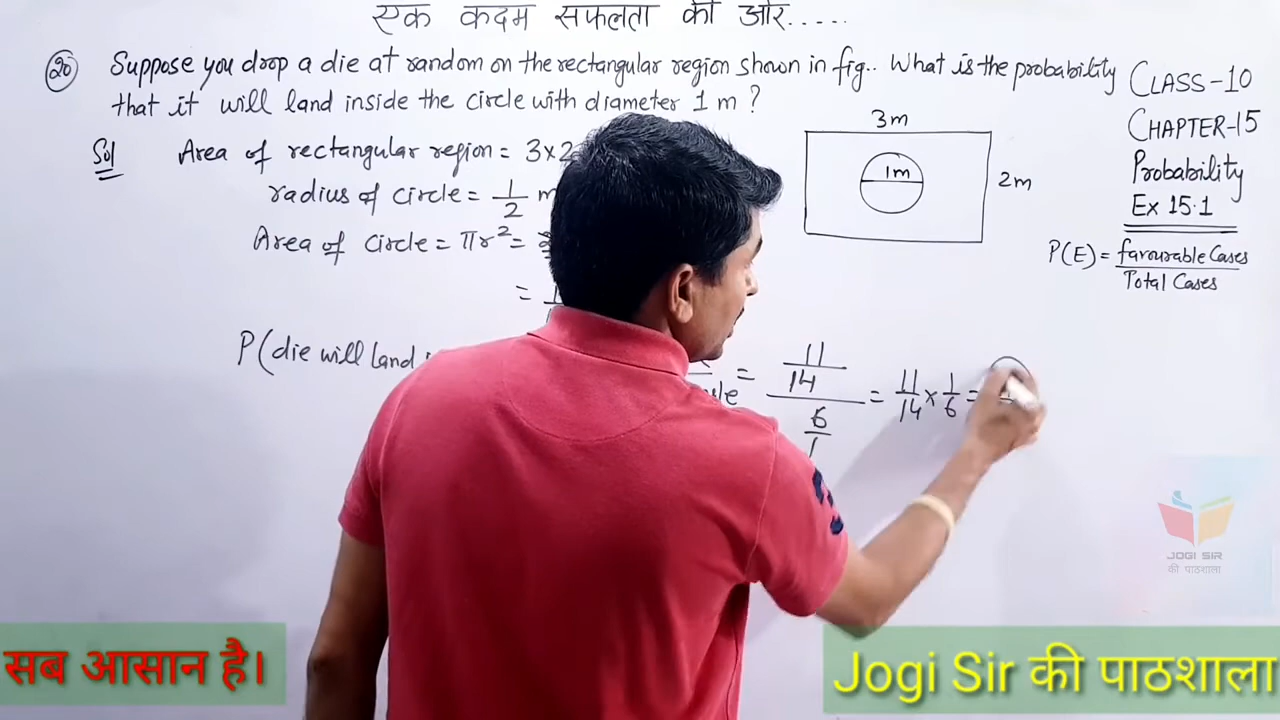 एक कदम सफलता की ओर.....
(20) Suppose you drop a die at random on the rectangular region shown in fig.. What is the probability
that it will land inside the circle with diameter 1 m ?
Sol Area of rectangular region = 3×2
radius of circle = 1/2 m
Area of circle = πr² =
=
P(die will land
= 11/14 / 6/1 = 11/14 × 1/6 =
3m
1m
2m
CLASS-10
CHAPTER-15
Probability
Ex 15.1
P(E) = favourable Cases / Total Cases
JOGI SIR
की पाठशाला
सब आसान है।
Jogi Sir की पाठशाला